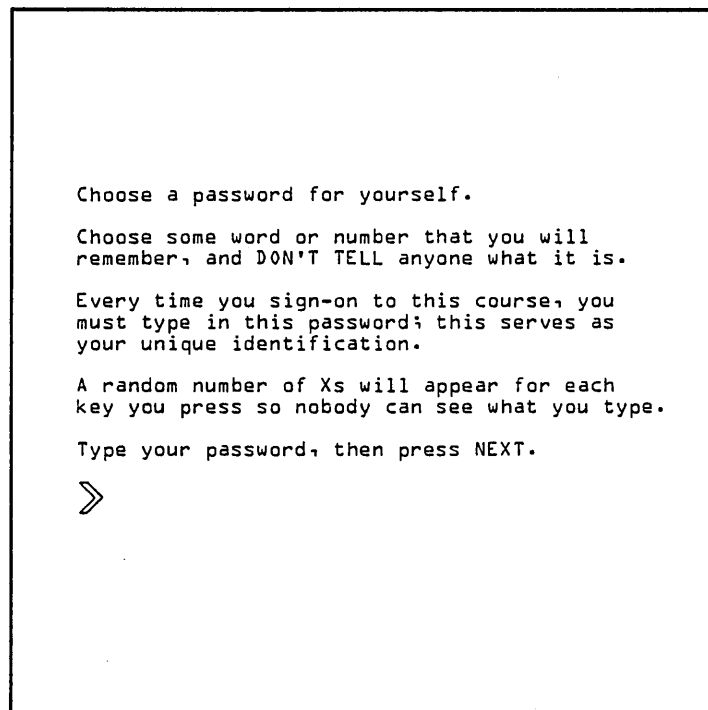 Choose a password for yourself.
Choose some word or number that you will
remember, and DON'T TELL anyone what it is.
Every time you sign-on to this course, you
must type in this password; this serves as
your unique identification.
A random number of Xs will appear for each
key you press so nobody can see what you type.
Type your password, then press NEXT.